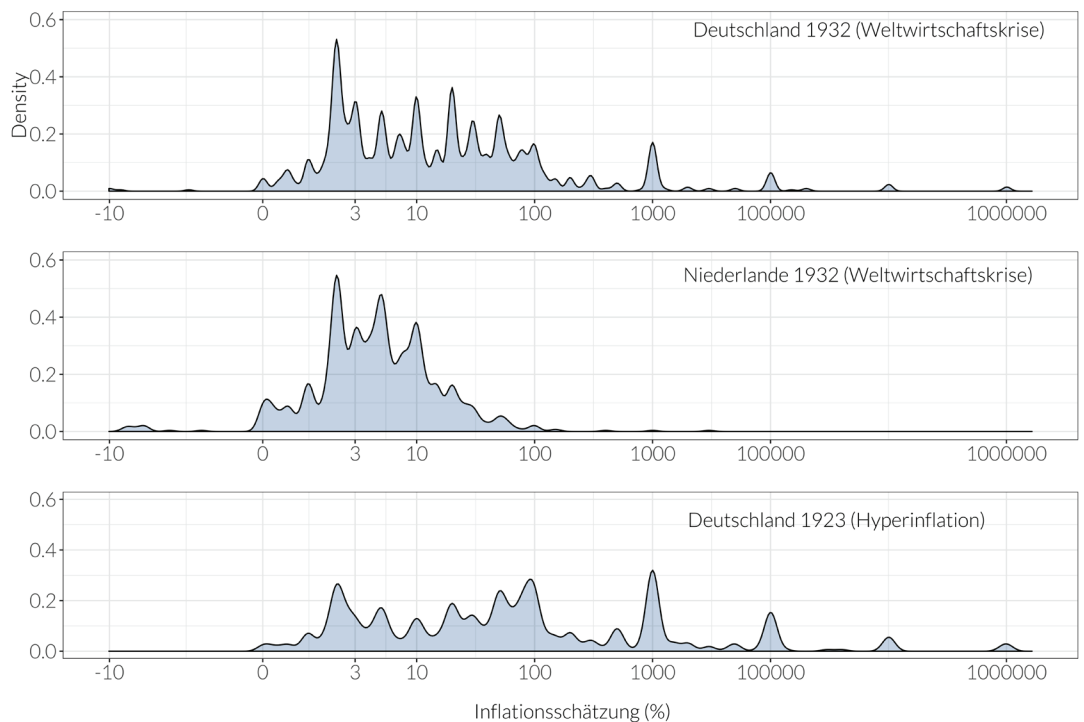 Deutschland 1932 (Weltwirtschaftskrise)
Density
0.6
0.4
0.2
0.0
-10 0 3 10 100 1000 100000 1000000
Niederlande 1932 (Weltwirtschaftskrise)
0.6
0.4
0.2
0.0
-10 0 3 10 100 1000 100000 1000000
Deutschland 1923 (Hyperinflation)
0.6
0.4
0.2
0.0
-10 0 3 10 100 1000 100000 1000000
Inflationsschätzung (%)